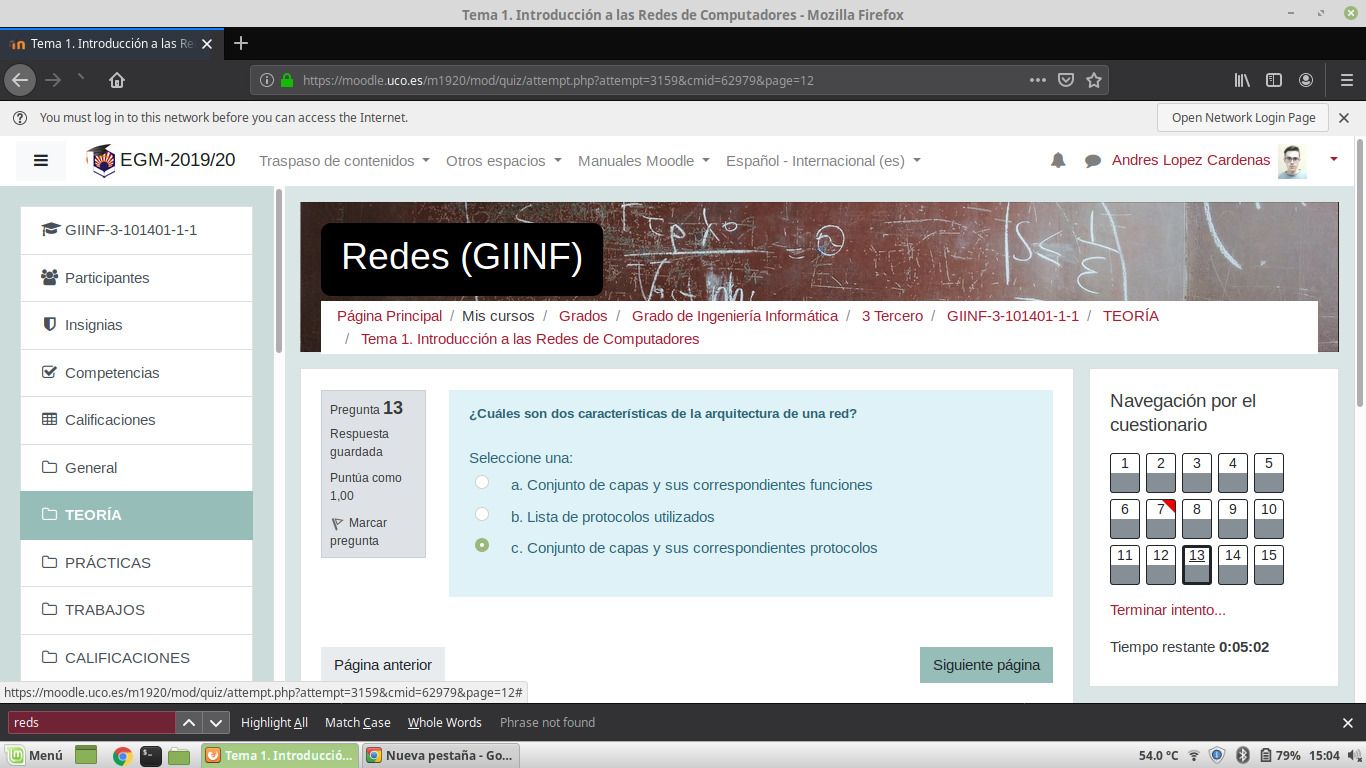 Tema 1. Introducción a las Redes de Computadores - Mozilla Firefox
Tema 1. Introducción a las Re
https://moodle.uco.es/m1920/mod/quiz/attempt.php?attempt=3159&cmid=62979&page=12
You must log in to this network before you can access the Internet.
Open Network Login Page
EGM-2019/20
Traspaso de contenidos
Otros espacios
Manuales Moodle
Español - Internacional (es)
Andres Lopez Cardenas
GIINF-3-101401-1-1
Participantes
Insignias
Competencias
Calificaciones
General
TEORÍA
PRÁCTICAS
TRABAJOS
CALIFICACIONES
Redes (GIINF)
Página Principal / Mis cursos / Grados / Grado de Ingeniería Informática / 3 Tercero / GIINF-3-101401-1-1 / TEORÍA
/ Tema 1. Introducción a las Redes de Computadores
Pregunta 13
Respuesta
guardada
Puntúa como
1,00
Marcar
pregunta
¿Cuáles son dos características de la arquitectura de una red?
Seleccione una:
a. Conjunto de capas y sus correspondientes funciones
b. Lista de protocolos utilizados
c. Conjunto de capas y sus correspondientes protocolos
Página anterior
Siguiente página
Navegación por el
cuestionario
1 2 3 4 5
6 7 8 9 10
11 12 13 14 15
Terminar intento...
Tiempo restante 0:05:02
https://moodle.uco.es/m1920/mod/quiz/attempt.php?attempt=3159&cmid=62979&page=12#
reds
Highlight All
Match Case
Whole Words
Phrase not found
Menú
Tema 1. Introducció...
Nueva pestaña - Go...
54.0 °C
79%
15:04